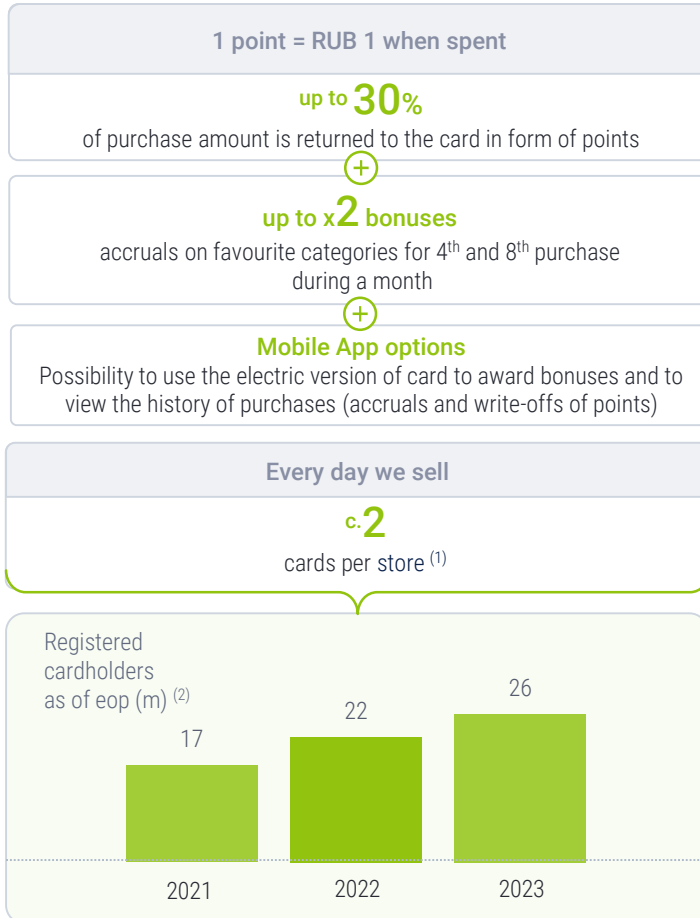 1 point = RUB 1 when spent
up to 30%
of purchase amount is returned to the card in form of points
+
up to x2 bonuses
accruals on favourite categories for 4th and 8th purchase
during a month
+
Mobile App options
Possibility to use the electric version of card to award bonuses and to
view the history of purchases (accruals and write-offs of points)
Every day we sell
c.2
cards per store (1)
Registered
cardholders
as of eop (m) (2)
17
22
26
2021
2022
2023